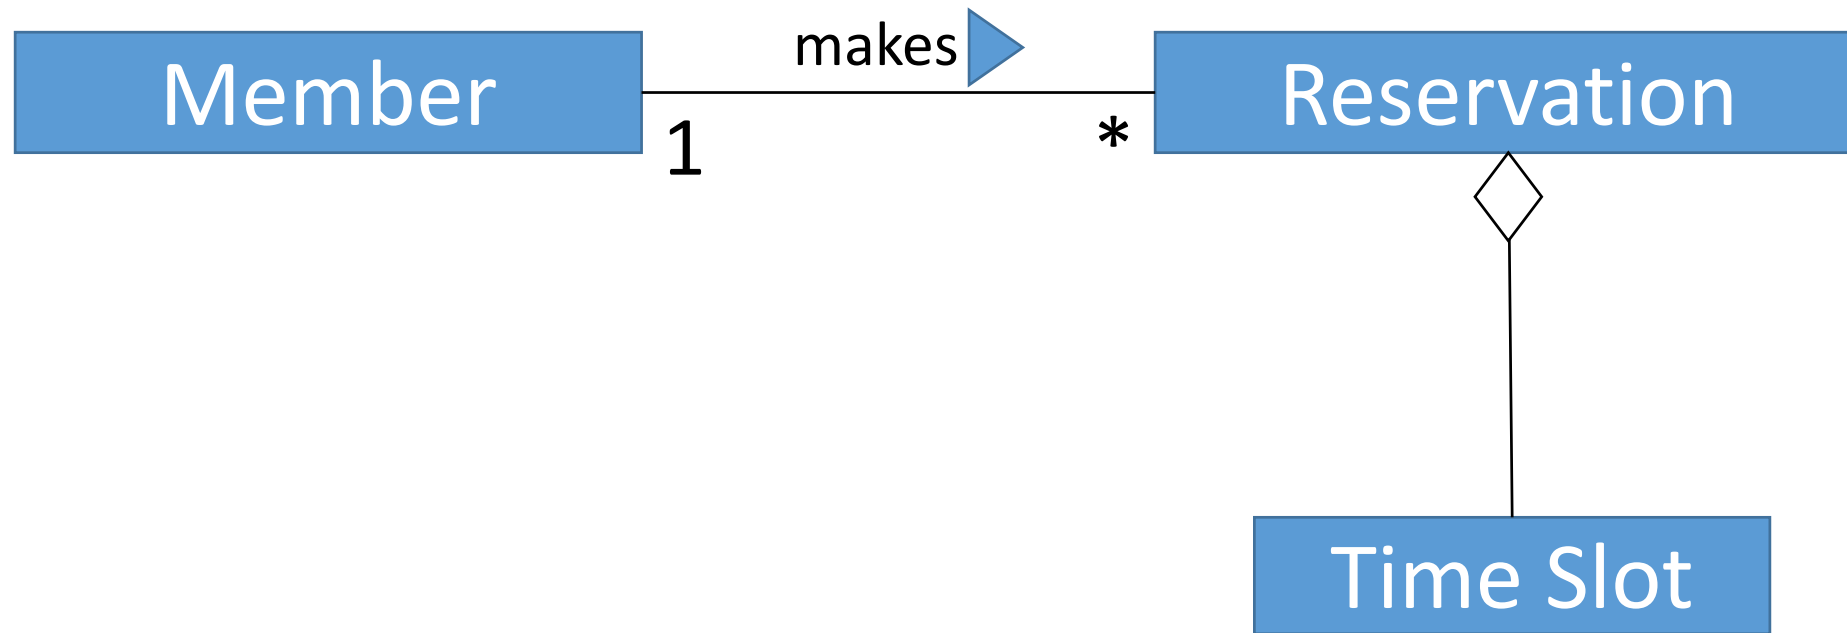 makes
Member
Reservation
1
*
Time Slot